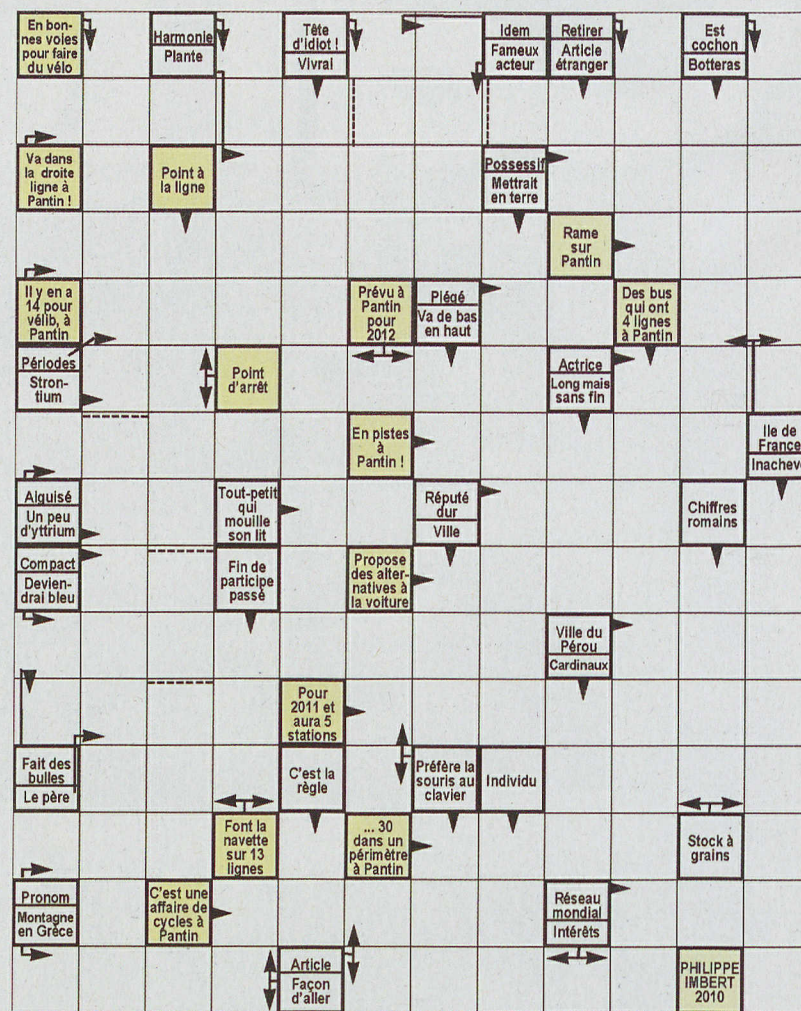 En bon-
nes voies
pour faire
du vélo
Harmonie
Plante
Tête
d'idiot !
Vivrai
Idem
Fameux
acteur
Retirer
Article
étranger
Est
cochon
Botteras
Va dans
la droite
ligne à
Pantin !
Point à
la ligne
Possessif
Mettrait
en terre
Rame
sur
Pantin
Il y en a
14 pour
vélib, à
Pantin
Prévu à
Pantin
pour
2012
Piégé
Va de bas
en haut
Des bus
qui ont
4 lignes
à Pantin
Périodes
Stron-
tium
Point
d'arrêt
Actrice
Long mais
sans fin
En pistes
à
Pantin !
Ile de
France
Inachev
Aiguisé
Un peu
d'yttrium
Tout-petit
qui
mouille
son lit
Réputé
dur
Ville
Chiffres
romains
Compact
Devien-
drai bleu
Fin de
participe
passé
Propose
des alter-
natives à
la voiture
Ville du
Pérou
Cardinaux
Pour
2011 et
aura 5
stations
Fait des
bulles
Le père
C'est la
règle
Préfère la
souris au
clavier
Individu
Font la
navette
sur 13
lignes
... 30
dans un
périmètre
à Pantin
Stock à
grains
Pronom
Montagne
en Grèce
C'est une
affaire de
cycles à
Pantin
Réseau
mondial
Intérêts
Article
Façon
d'aller
PHILIPPE
IMBERT
2010